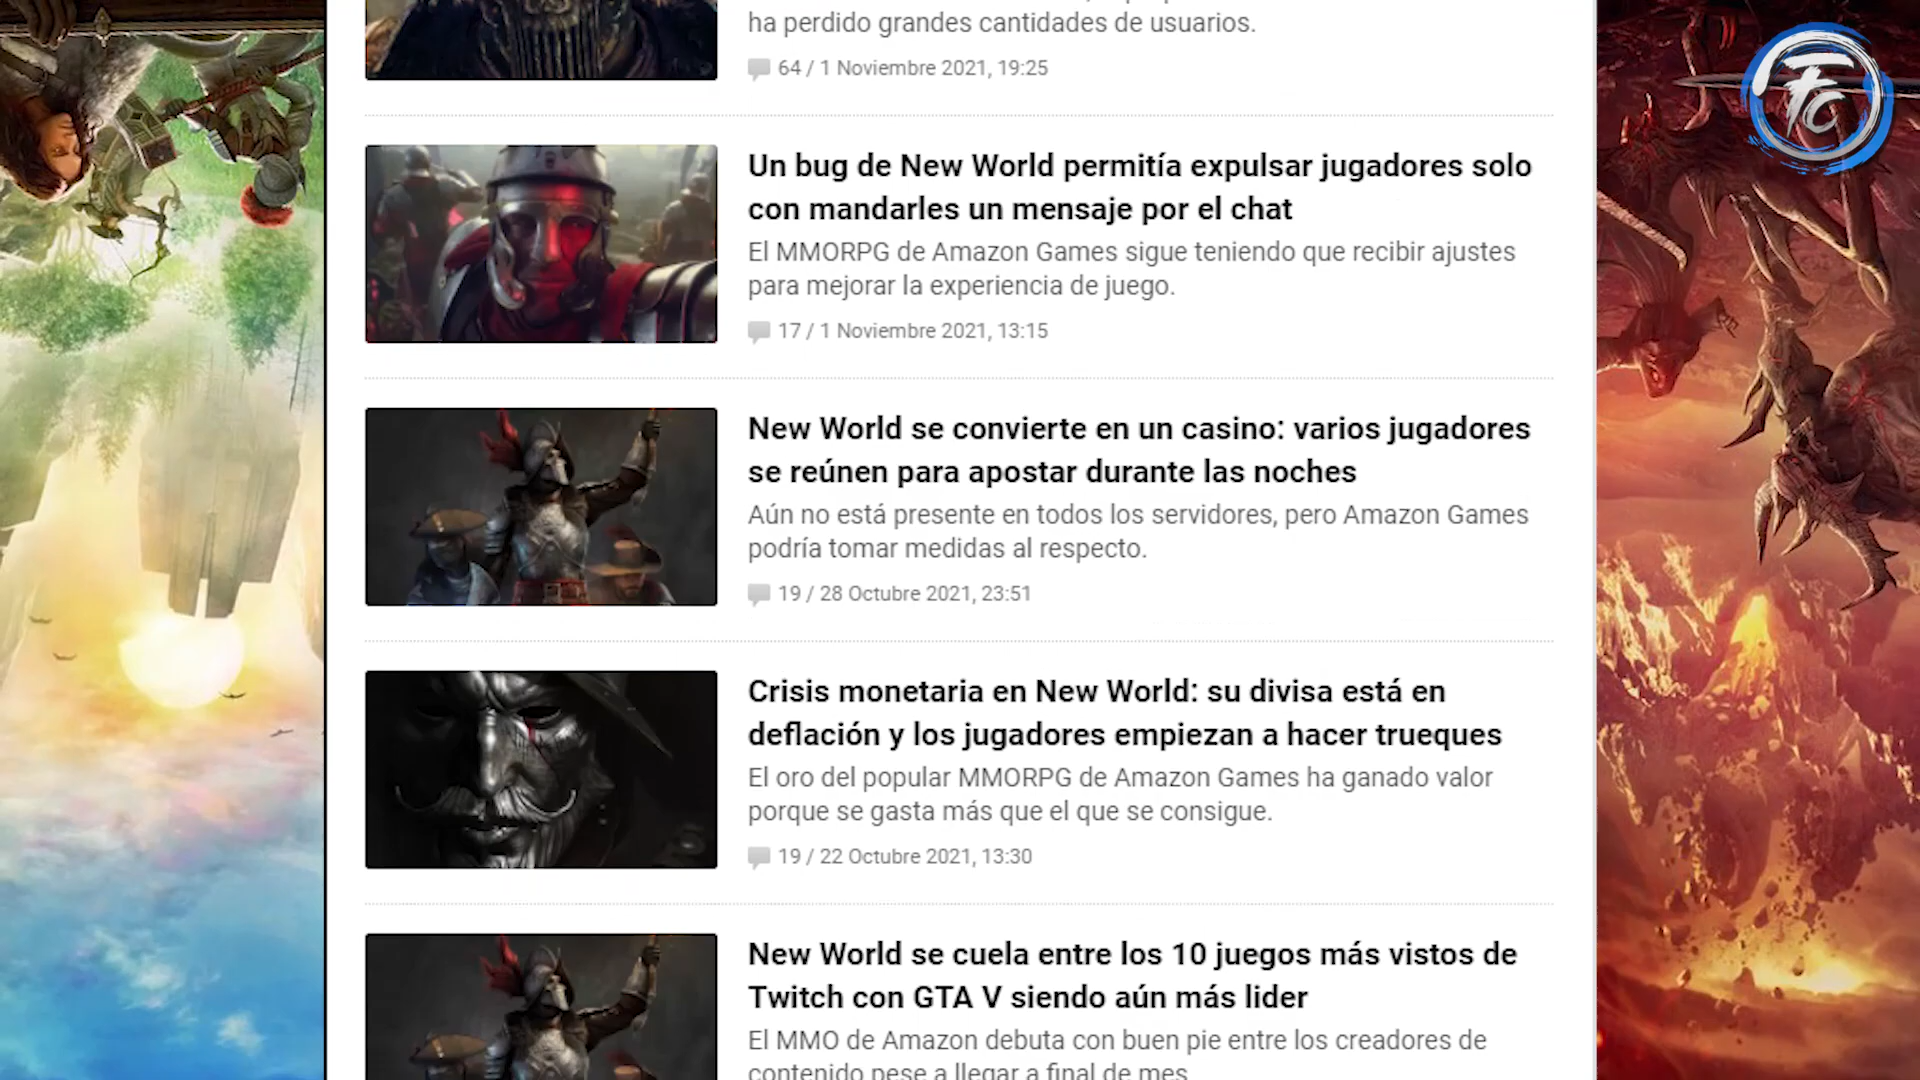 ha perdido grandes cantidades de usuarios.
64 / 1 Noviembre 2021, 19:25
Un bug de New World permitía expulsar jugadores solo
con mandarles un mensaje por el chat
El MMORPG de Amazon Games sigue teniendo que recibir ajustes
para mejorar la experiencia de juego.
17 / 1 Noviembre 2021, 13:15
New World se convierte en un casino: varios jugadores
se reúnen para apostar durante las noches
Aún no está presente en todos los servidores, pero Amazon Games
podría tomar medidas al respecto.
19 / 28 Octubre 2021, 23:51
Crisis monetaria en New World: su divisa está en
deflación y los jugadores empiezan a hacer trueques
El oro del popular MMORPG de Amazon Games ha ganado valor
porque se gasta más que el que se consigue.
19 / 22 Octubre 2021, 13:30
New World se cuela entre los 10 juegos más vistos de
Twitch con GTA V siendo aún más lider
El MMO de Amazon debuta con buen pie entre los creadores de
contenido pese a llegar a final de mes
FC